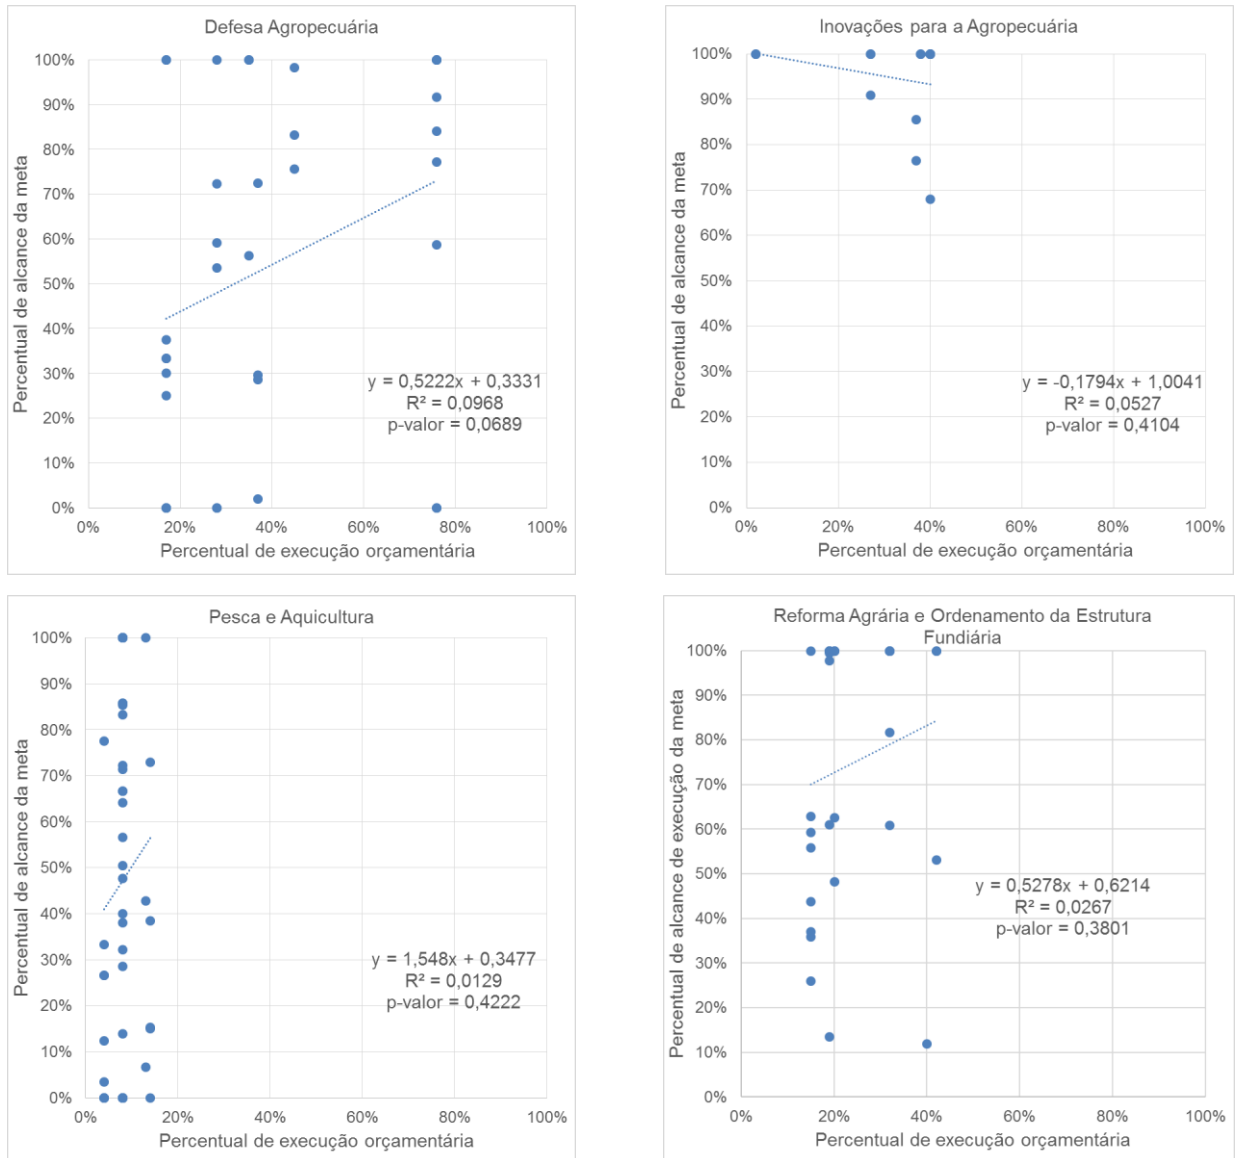 Defesa Agropecuária
Percentual de alcance da meta
100%
90%
80%
70%
60%
50%
40%
30%
20%
10%
0%
y = 0,5222x + 0,3331
R² = 0,0968
p-valor = 0,0689
0% 20% 40% 60% 80% 100%
Percentual de execução orçamentária
Inovações para a Agropecuária
Percentual de alcance da meta
100%
90%
80%
70%
60%
50%
40%
30%
20%
10%
0%
y = -0,1794x + 1,0041
R² = 0,0527
p-valor = 0,4104
0% 20% 40% 60% 80% 100%
Percentual de execução orçamentária
Pesca e Aquicultura
Percentual de alcance da meta
100%
90%
80%
70%
60%
50%
40%
30%
20%
10%
0%
y = 1,548x + 0,3477
R² = 0,0129
p-valor = 0,4222
0% 20% 40% 60% 80% 100%
Percentual de execução orçamentária
Reforma Agrária e Ordenamento da Estrutura
Fundiária
Percentual de alcance de execução da meta
100%
90%
80%
70%
60%
50%
40%
30%
20%
10%
0%
y = 0,5278x + 0,6214
R² = 0,0267
p-valor = 0,3801
0% 20% 40% 60% 80% 100%
Percentual de execução orçamentária